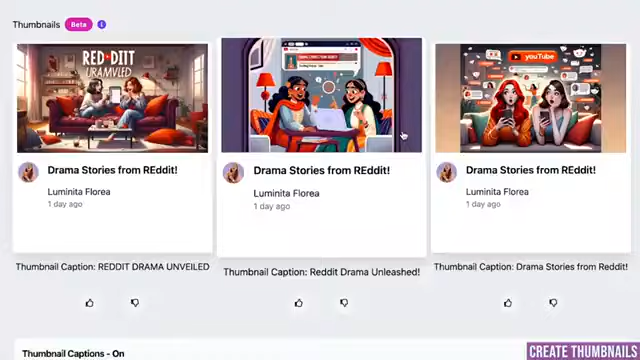 Thumbnails Beta i
REDDIT
URAMVLED
YouTube
Drama Stories from REddit!
Luminita Florea
1 day ago
Drama Stories from REddit!
Luminita Florea
1 day ago
Drama Stories from REddit!
Luminita Florea
1 day ago
Thumbnail Caption: REDDIT DRAMA UNVEILED
Thumbnail Caption: Reddit Drama Unleashed!
Thumbnail Caption: Drama Stories from Reddit!
Thumbnail Captions - On
CREATE THUMBNAILS